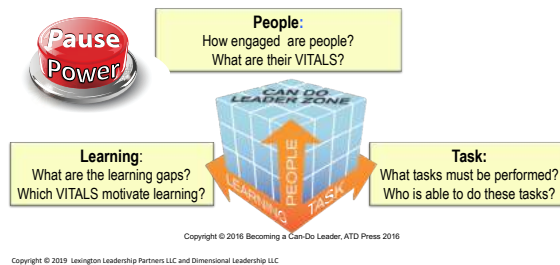 Pause
Power
People:
How engaged are people?
What are their VITALS?
CAN DO
LEADER ZONE
Learning:
What are the learning gaps?
Which VITALS motivate learning?
LEARNING
PEOPLE
TASK
Task:
What tasks must be performed?
Who is able to do these tasks?
Copyright © 2016 Becoming a Can-Do Leader, ATD Press 2016
Copyright © 2019 Lexington Leadership Partners LLC and Dimensional Leadership LLC